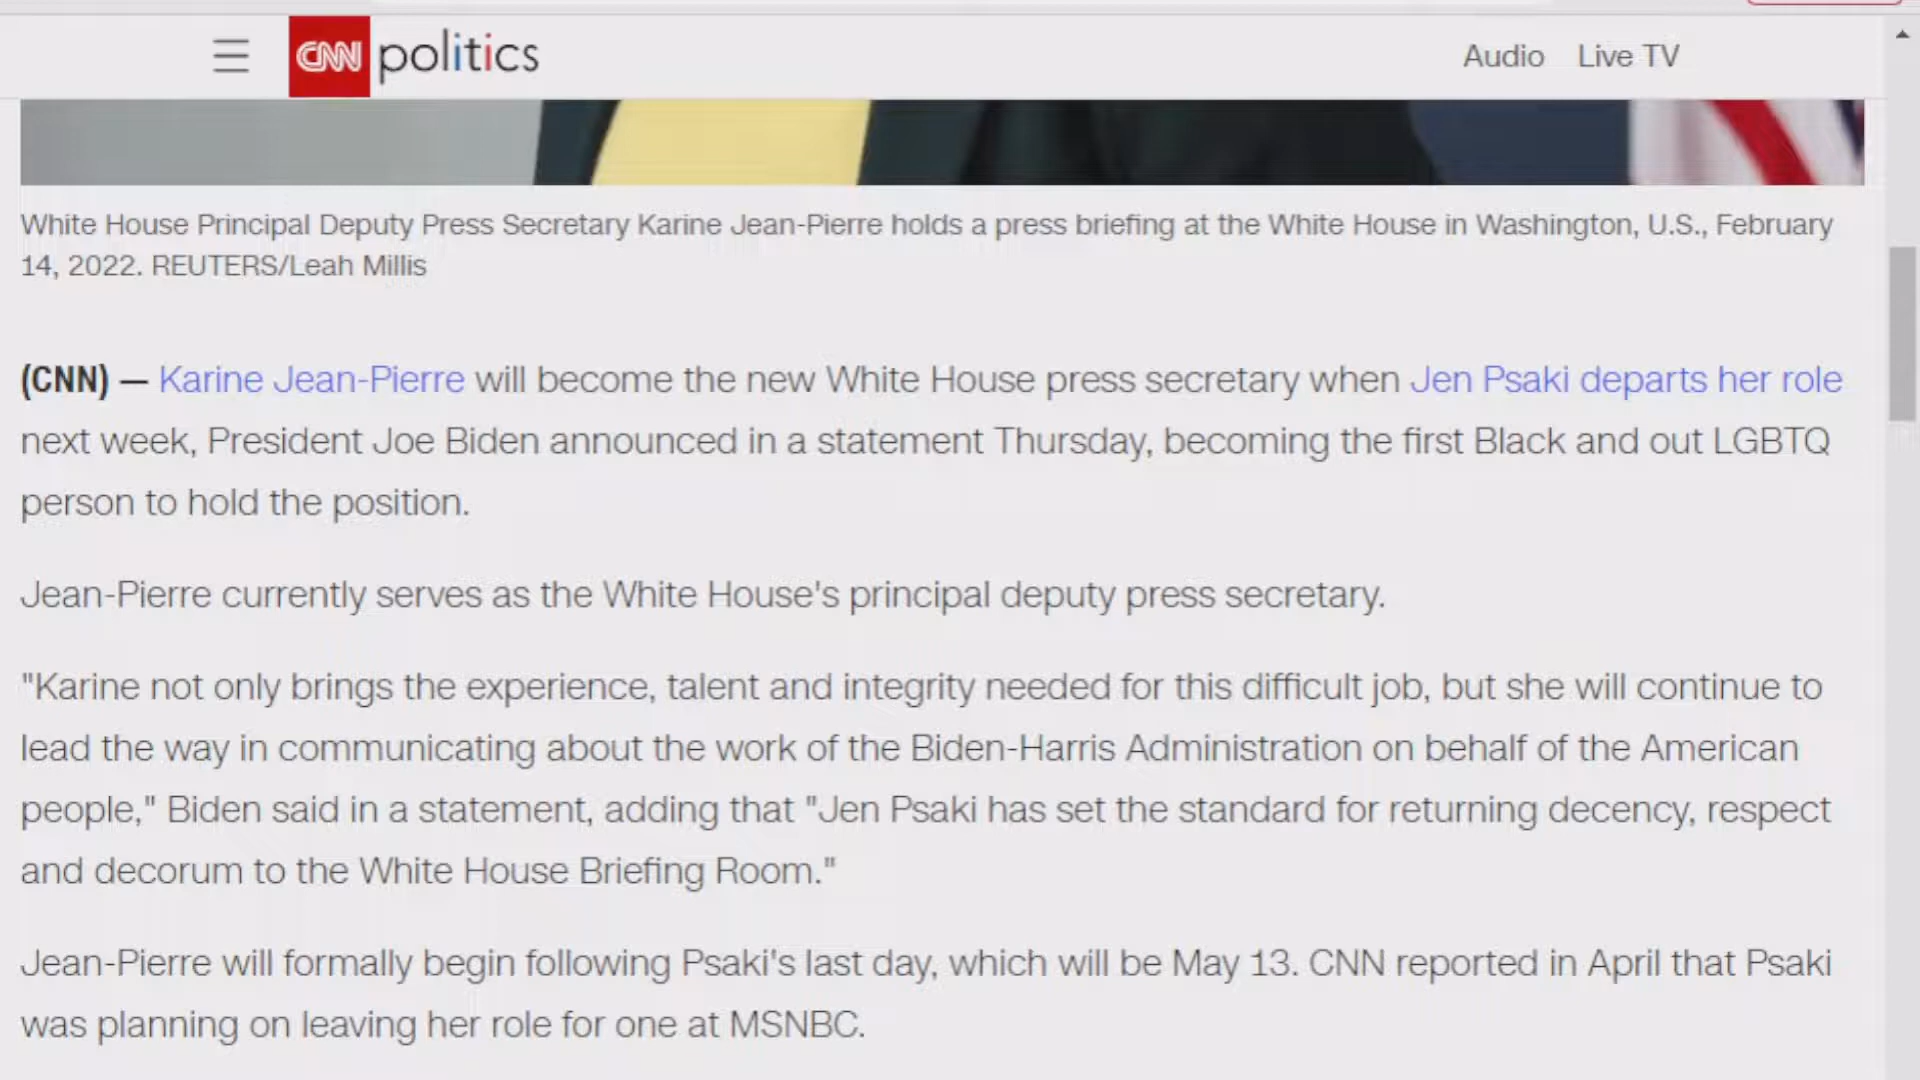 CNN politics
Audio Live TV
White House Principal Deputy Press Secretary Karine Jean-Pierre holds a press briefing at the White House in Washington, U.S., February
14, 2022. REUTERS/Leah Millis
(CNN) — Karine Jean-Pierre will become the new White House press secretary when Jen Psaki departs her role
next week, President Joe Biden announced in a statement Thursday, becoming the first Black and out LGBTQ
person to hold the position.
Jean-Pierre currently serves as the White House's principal deputy press secretary.
"Karine not only brings the experience, talent and integrity needed for this difficult job, but she will continue to
lead the way in communicating about the work of the Biden-Harris Administration on behalf of the American
people," Biden said in a statement, adding that "Jen Psaki has set the standard for returning decency, respect
and decorum to the White House Briefing Room."
Jean-Pierre will formally begin following Psaki's last day, which will be May 13. CNN reported in April that Psaki
was planning on leaving her role for one at MSNBC.